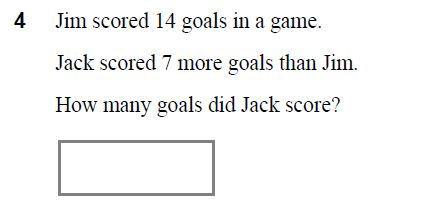 4 Jim scored 14 goals in a game.
Jack scored 7 more goals than Jim.
How many goals did Jack score?